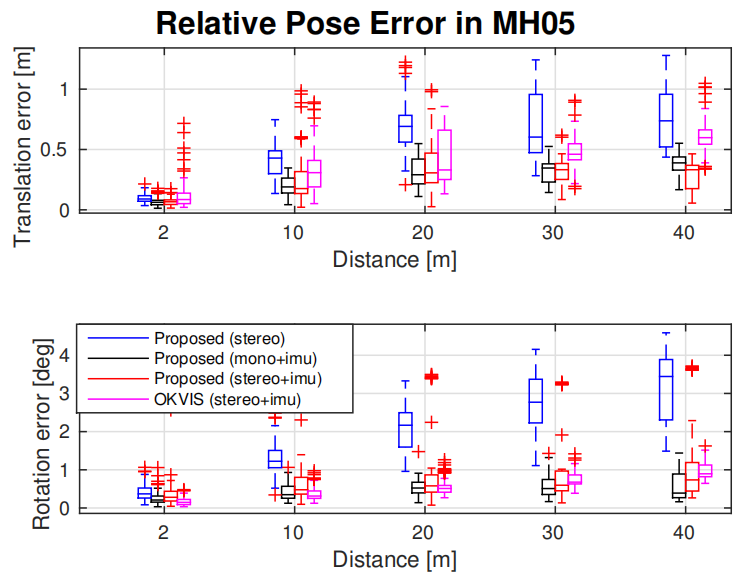 Relative Pose Error in MH05
Translation error [m]
1
0.5
0
2 10 20 30 40
Distance [m]
Rotation error [deg]
Proposed (stereo)
Proposed (mono+imu)
Proposed (stereo+imu)
OKVIS (stereo+imu)
4
3
2
1
0
2 10 20 30 40
Distance [m]